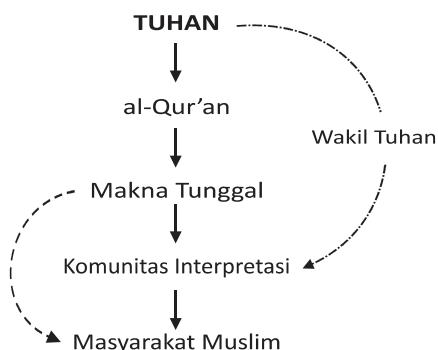 TUHAN
al-Qur’an
Wakil Tuhan
Makna Tunggal
Komunitas Interpretasi
Masyarakat Muslim